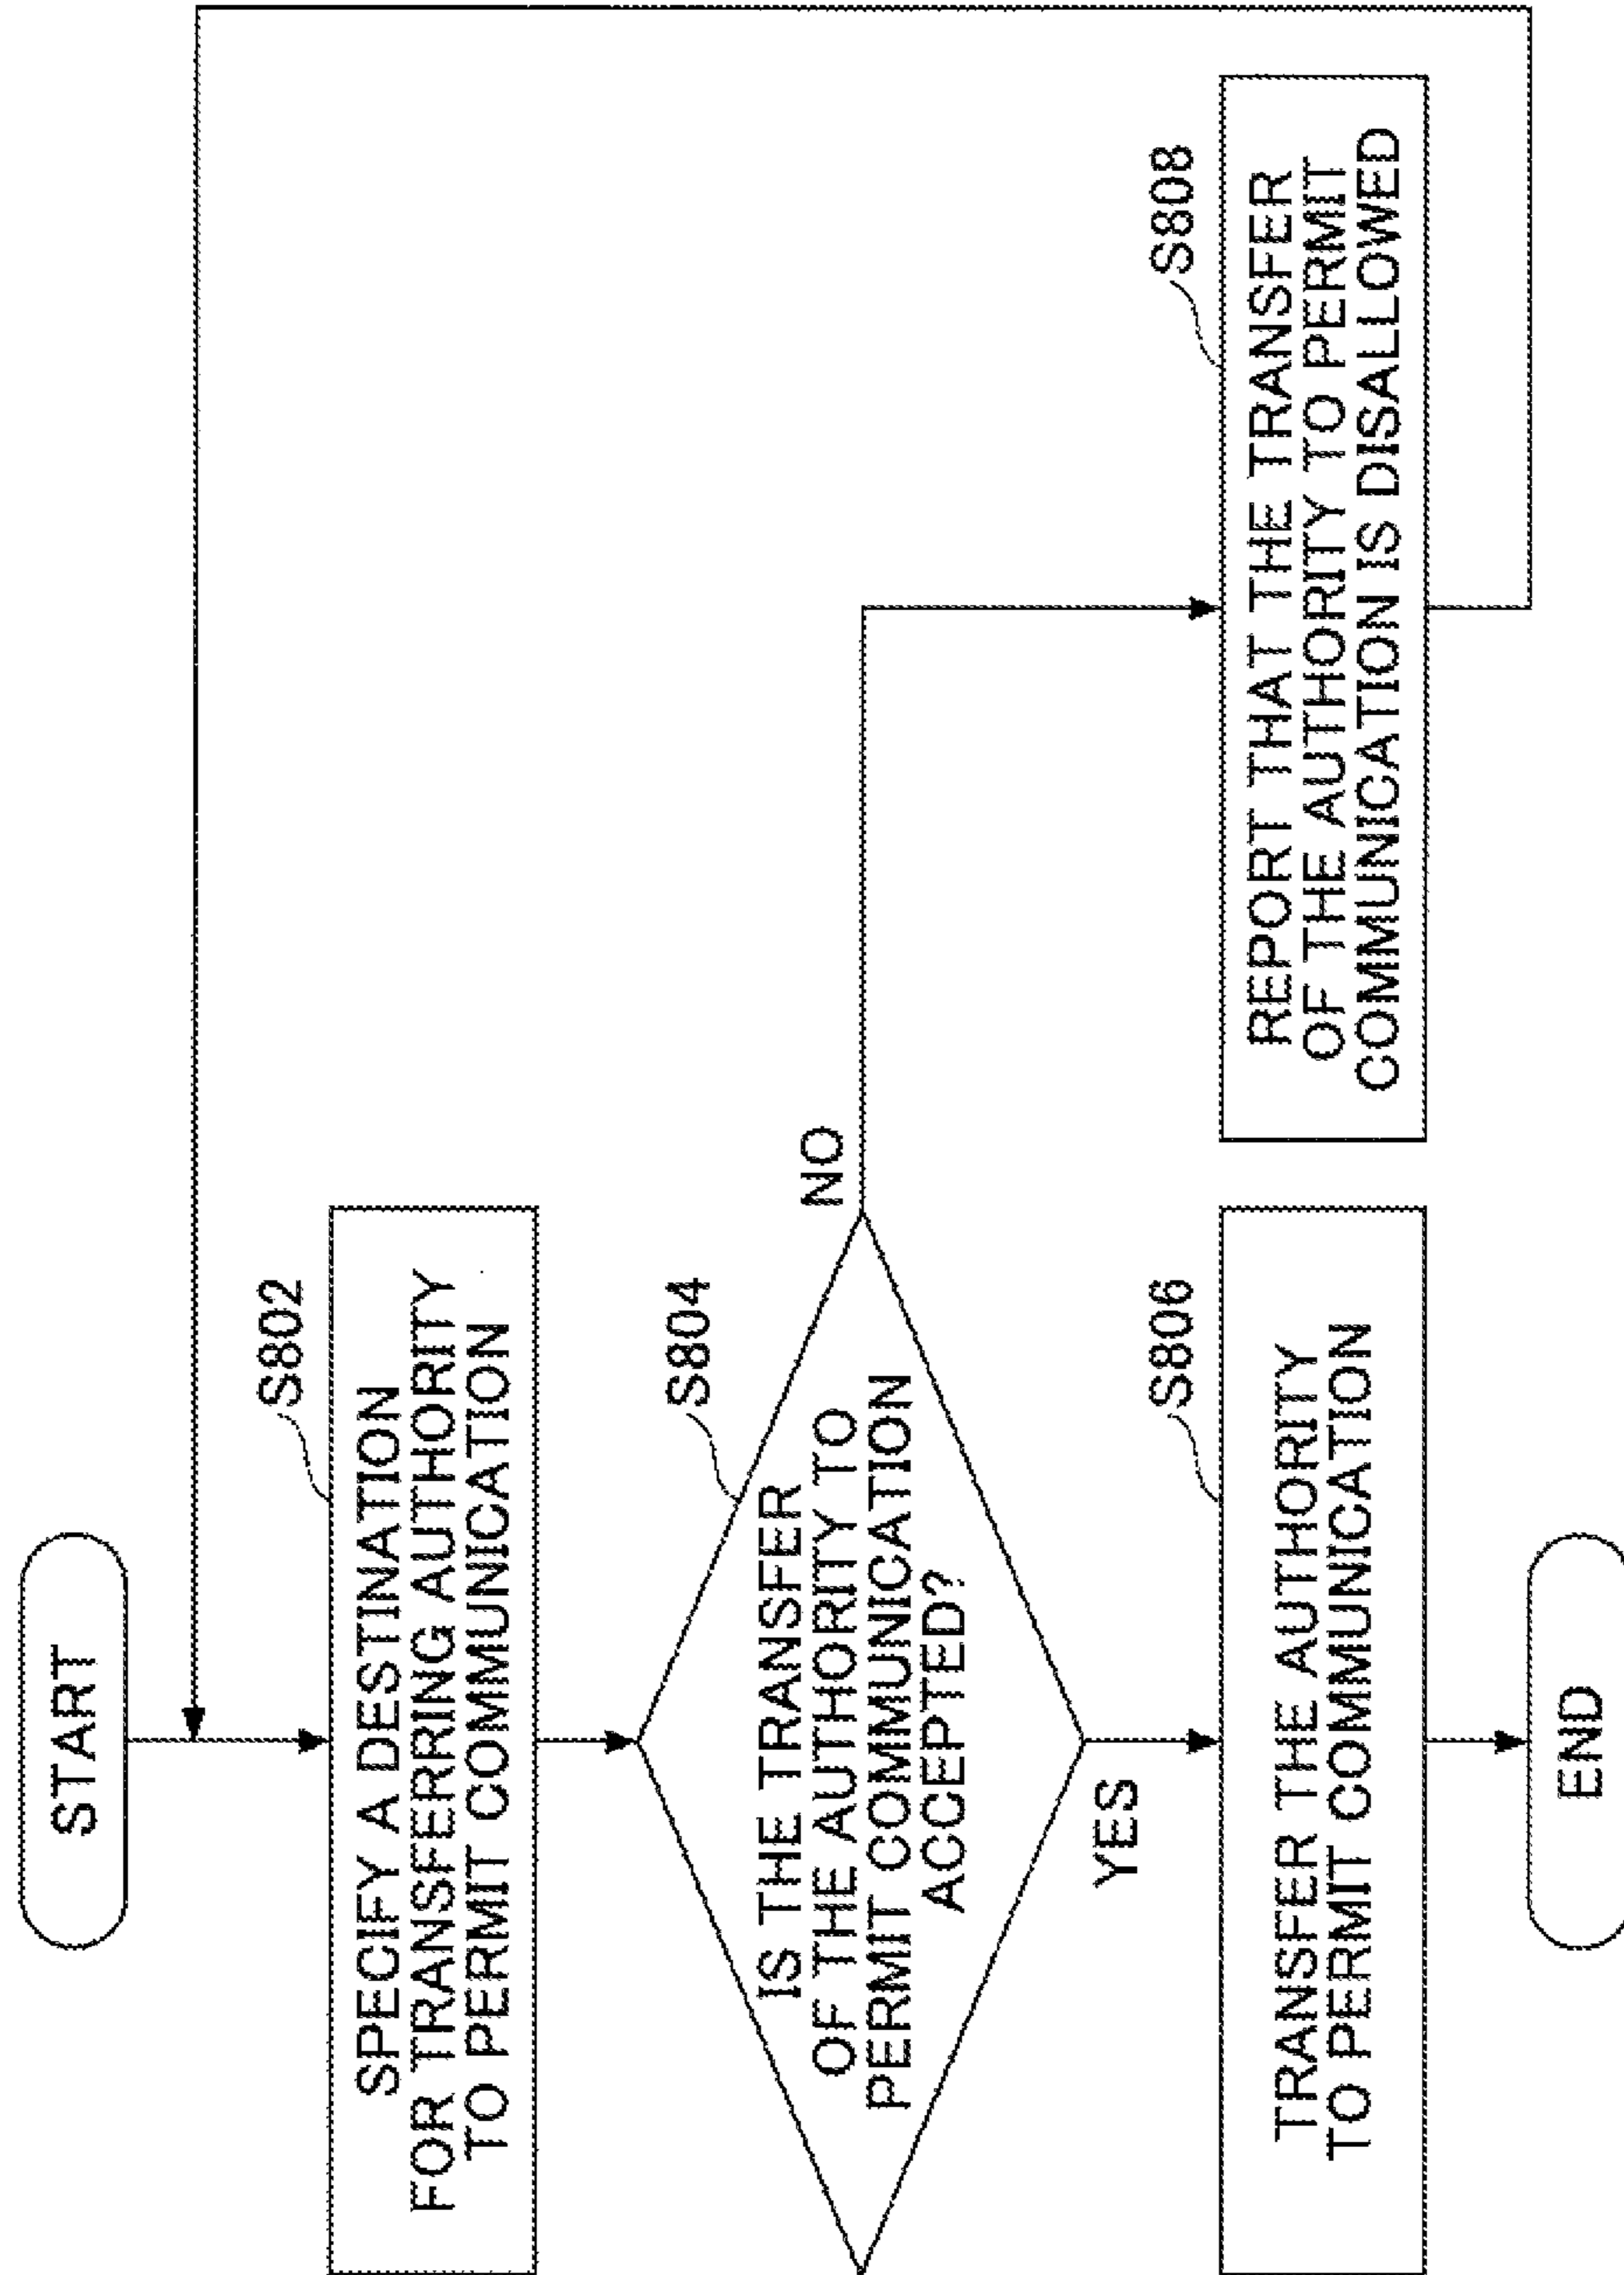 START
S802
SPECIFY A DESTINATION
FOR TRANSFERRING AUTHORITY
TO PERMIT COMMUNICATION
S804
IS THE TRANSFER
OF THE AUTHORITY TO
PERMIT COMMUNICATION
ACCEPTED?
NO
YES
S806
TRANSFER THE AUTHORITY
TO PERMIT COMMUNICATION
S808
REPORT THAT THE TRANSFER
OF THE AUTHORITY TO PERMIT
COMMUNICATION IS DISALLOWED
END